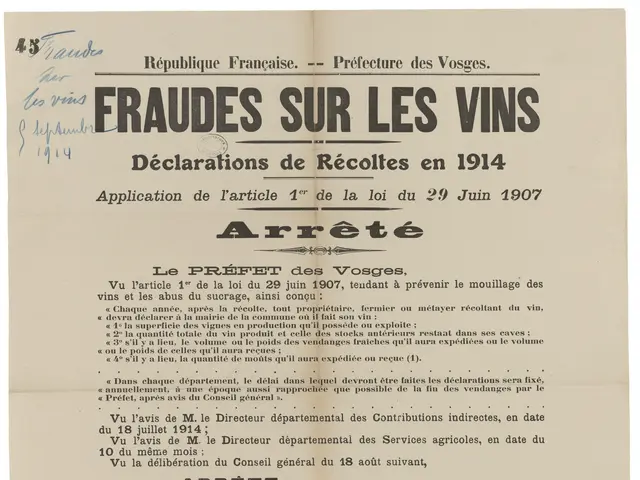 45
Fraudes
sur
les vins
5 septembre
1914
République Française. -- Préfecture des Vosges.
FRAUDES SUR LES VINS
Déclarations de Récoltes en 1914
Application de l'article 1er de la loi du 29 Juin 1907
Arrêté
Le PRÉFET des Vosges,
Vu l'article 1er de la loi du 29 juin 1907, tendant à prévenir le mouillage des
vins et les abus du sucrage, ainsi conçu :
« Chaque année, après la récolte, tout propriétaire, fermier ou métayer récoltant du vin,
« devra déclarer à la mairie de la commune où il fait son vin :
« 1° la superficie des vignes en production qu'il possède ou exploite ;
« 2° la quantité totale du vin produit et celle des stocks antérieurs restant dans ses caves ;
« 3° s'il y a lieu, le volume ou le poids des vendanges fraîches qu'il aura expédiées ou le volume
« ou le poids de celles qu'il aura reçues ;
« 4° s'il y a lieu, la quantité de moûts qu'il aura expédiée ou reçue (1).
« Dans chaque département, le délai dans lequel devront être faites les déclarations sera fixé,
« annuellement, à une époque aussi rapprochée que possible de la fin des vendanges par le
« Préfet, après avis du Conseil général ».
Vu l'avis de M. le Directeur départemental des Contributions indirectes, en date
du 18 juillet 1914 ;
Vu l'avis de M. le Directeur départemental des Services agricoles, en date du
10 du même mois ;
Vu la délibération du Conseil général du 18 août suivant,
ARRÊTE